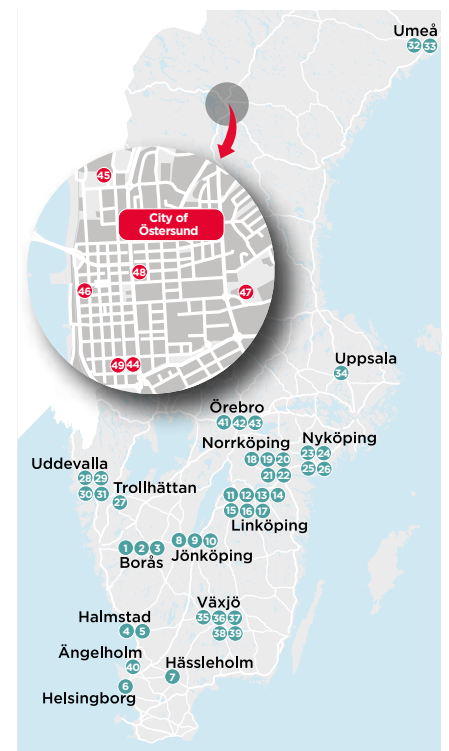 Umeå
32 33
45
City of
Östersund
48
46
47
49 44
Uppsala
34
Örebro
41 42 43
Norrköping
18 19 20
21 22
Nyköping
23 24
25 26
Uddevalla
28 29
30 31
Trollhättan
27
11 12 13 14
15 16 17
Linköping
1 2 3
Borås
8 9 10
Jönköping
Växjö
35 36 37
38 39
Halmstad
4 5
Ängelholm
40
Hässleholm
7
6
Helsingborg